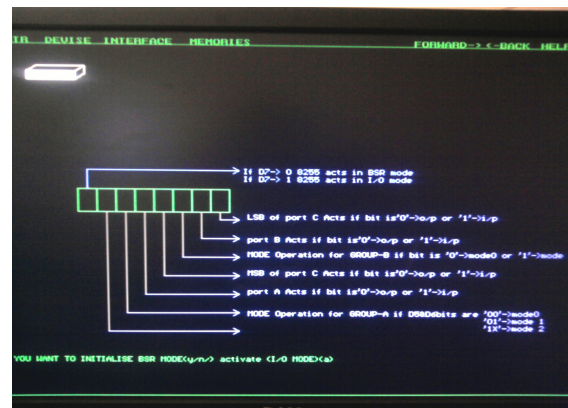 TR DEVISE INTERFACE MEMORIES FORWARD-> <-BACK HELP
If D7-> 0 8255 acts in BSR mode
If D7-> 1 8255 acts in I/O mode
LSB of port C Acts if bit is'0'->o/p or '1'->i/p
port B Acts if bit is'0'->o/p or '1'->i/p
MODE Operation for GROUP-B if bit is '0'->mode0 or '1'->mode
MSB of port C Acts if bit is'0'->o/p or '1'->i/p
port A Acts if bit is'0'->o/p or '1'->i/p
MODE Operation for GROUP-A if D5&D6bits are '00'->mode0
'01'->mode 1
'1X'->mode 2
YOU WANT TO INITIALISE BSR MODE(y/n/) activate (I/O MODE)(a)